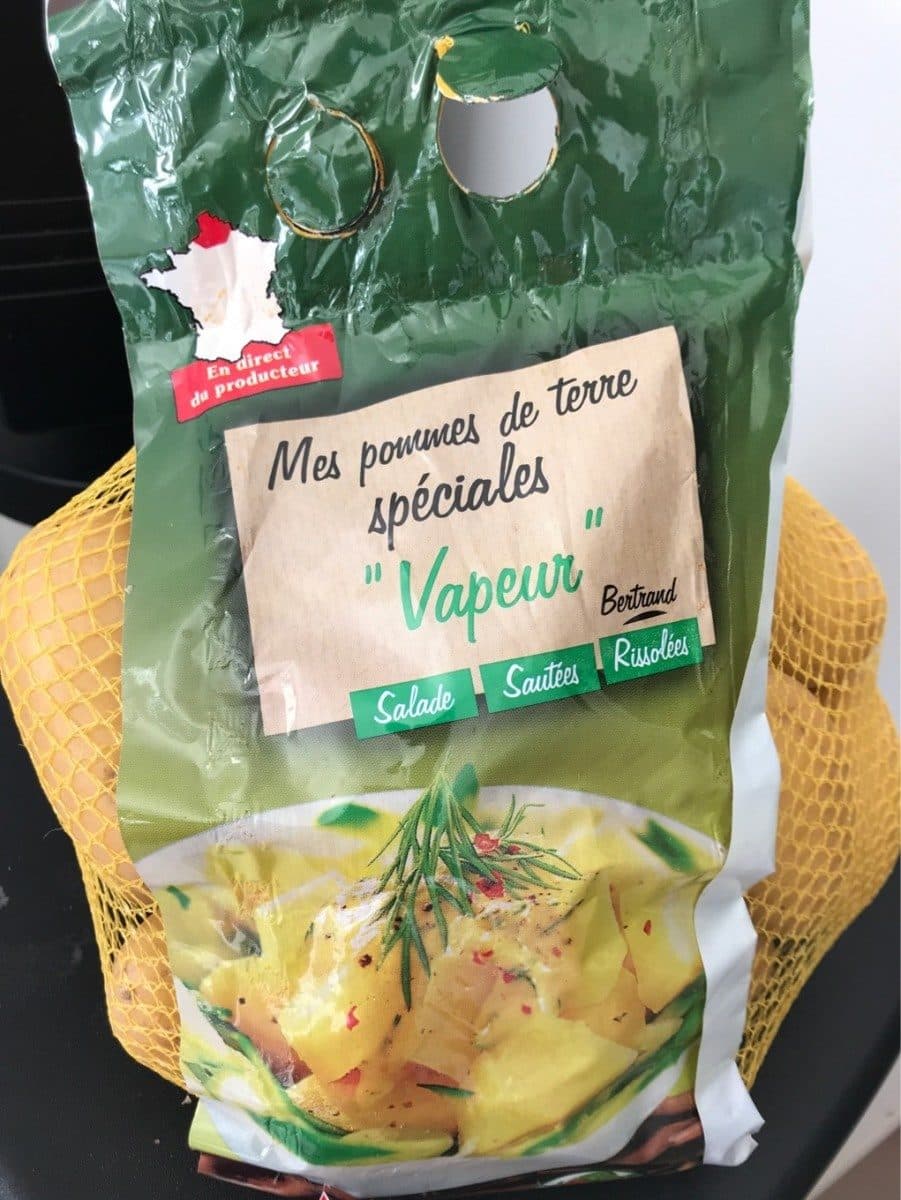 En direct
du producteur
Mes pommes de terre
spéciales
"Vapeur"
Bertrand
Salade Sautées Rissolées